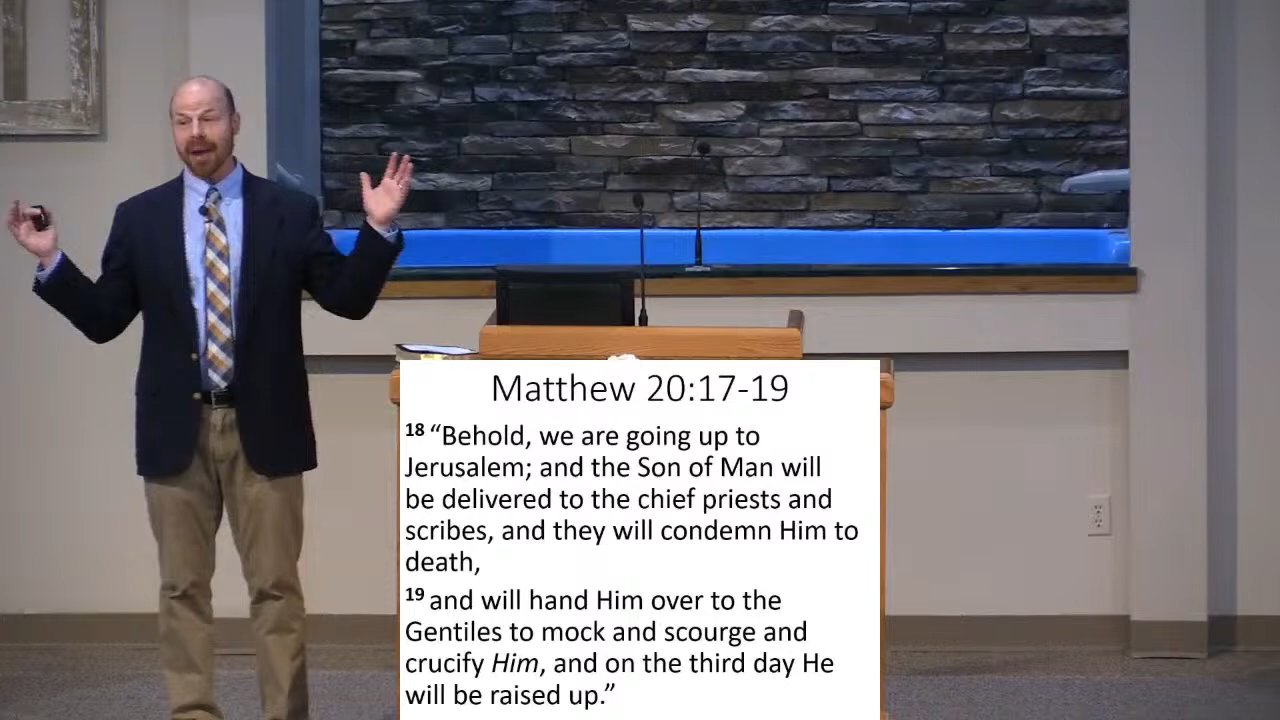 Matthew 20:17-19
18 “Behold, we are going up to
Jerusalem; and the Son of Man will
be delivered to the chief priests and
scribes, and they will condemn Him to
death,
19 and will hand Him over to the
Gentiles to mock and scourge and
crucify Him, and on the third day He
will be raised up.”